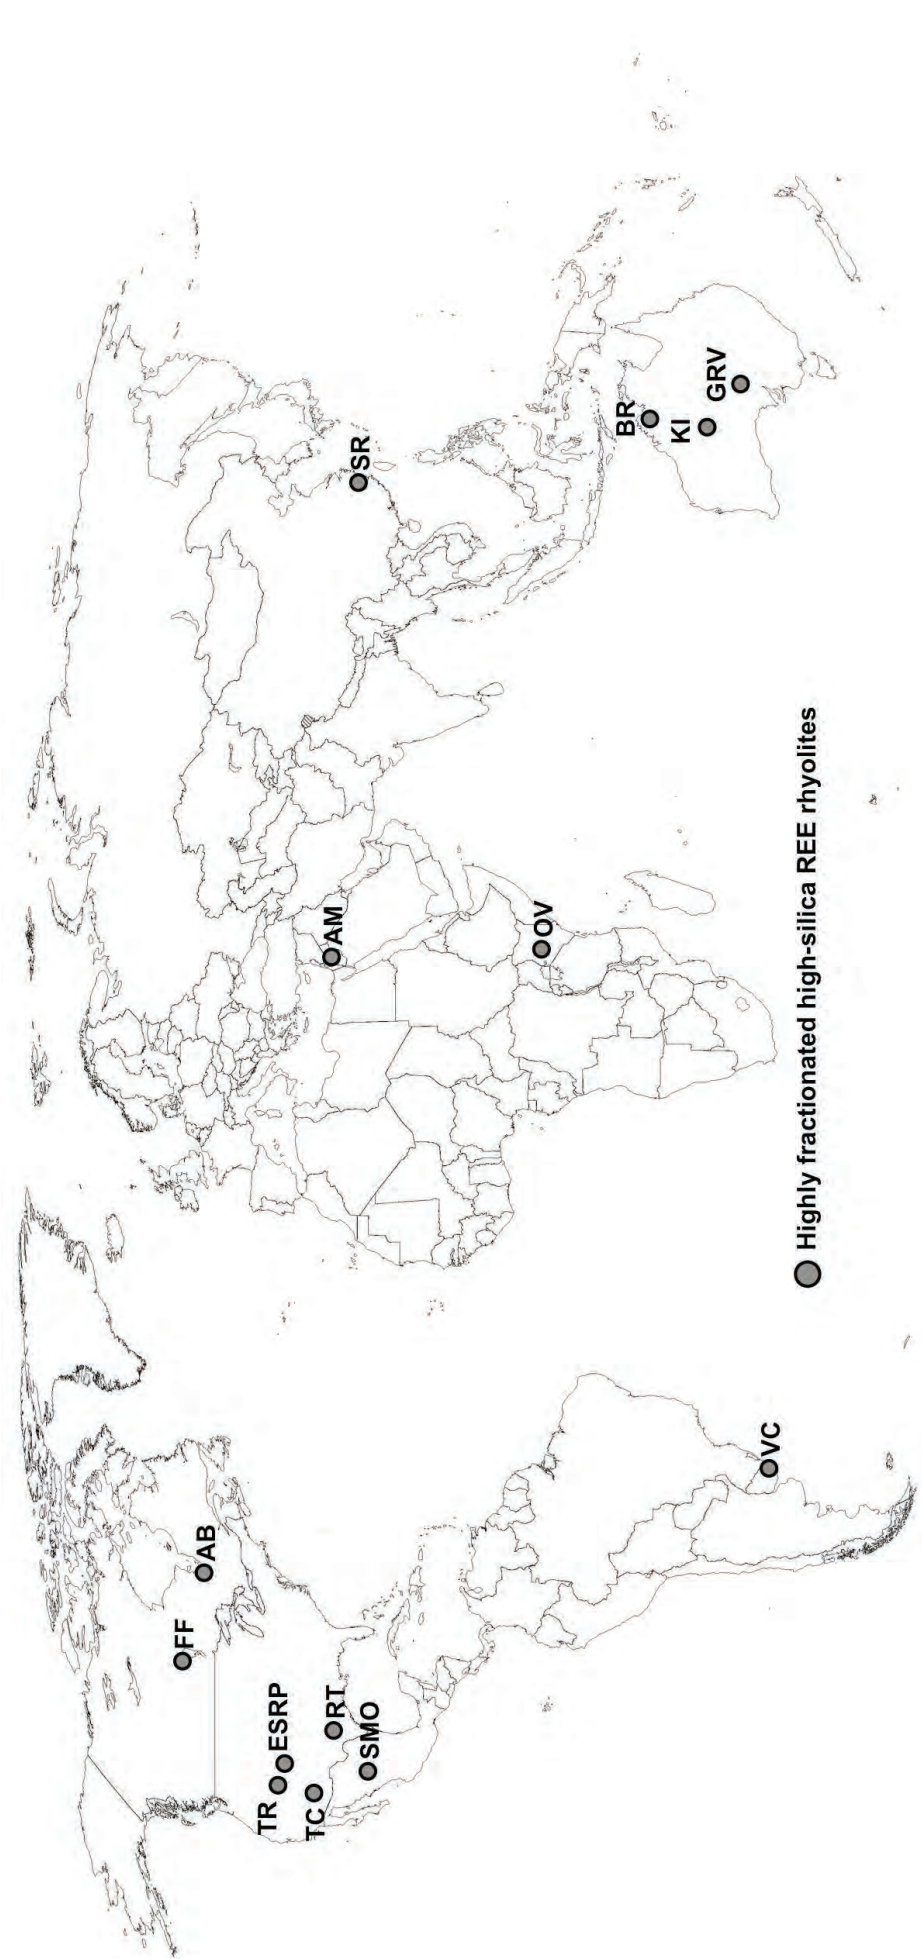 FF
AB
TR
ESRP
TC
RT
SMO
VC
AM
OV
SR
BR
KI
GRV
Highly fractionated high-silica REE rhyolites